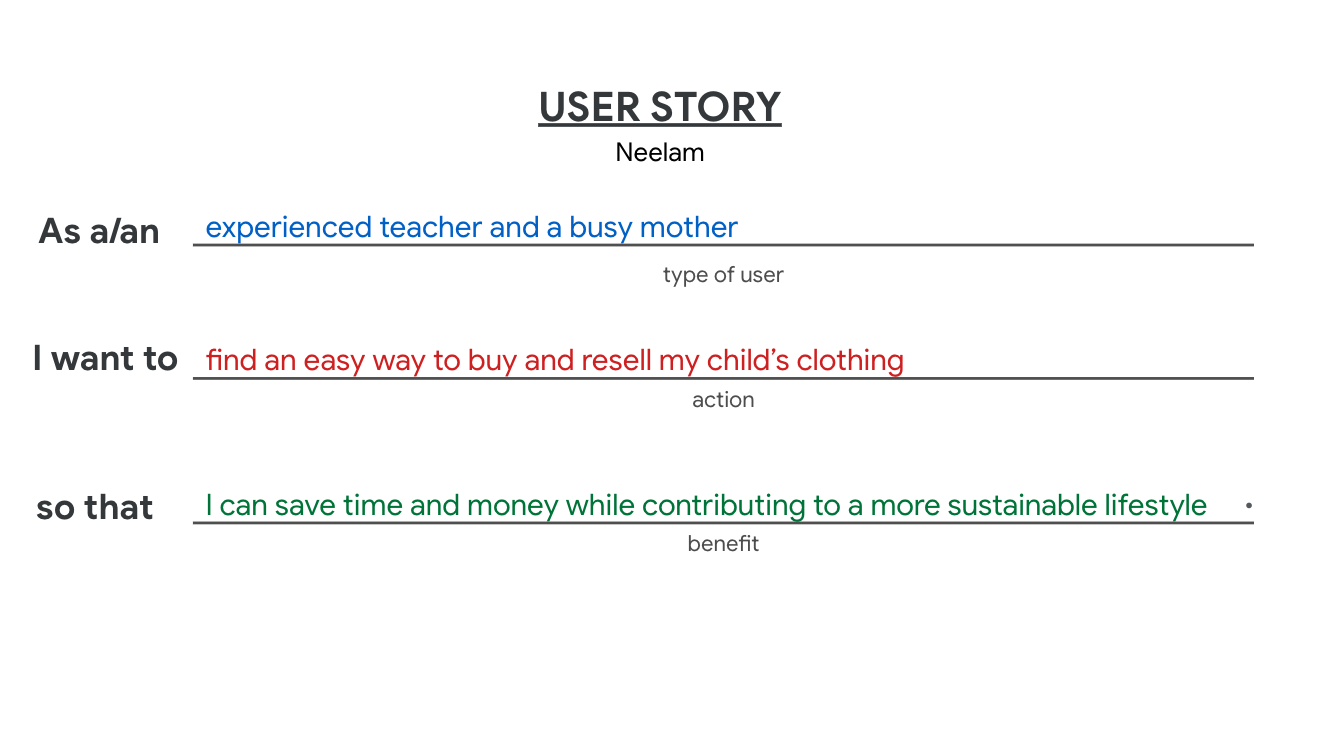 USER STORY
Neelam
As a/an experienced teacher and a busy mother
type of user
I want to find an easy way to buy and resell my child’s clothing
action
so that I can save time and money while contributing to a more sustainable lifestyle .
benefit